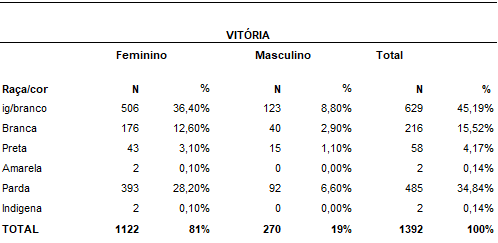 VITÓRIA
Feminino Masculino Total
Raça/cor N % N % N %
ig/branco 506 36,40% 123 8,80% 629 45,19%
Branca 176 12,60% 40 2,90% 216 15,52%
Preta 43 3,10% 15 1,10% 58 4,17%
Amarela 2 0,10% 0 0,00% 2 0,14%
Parda 393 28,20% 92 6,60% 485 34,84%
Indigena 2 0,10% 0 0,00% 2 0,14%
TOTAL 1122 81% 270 19% 1392 100%